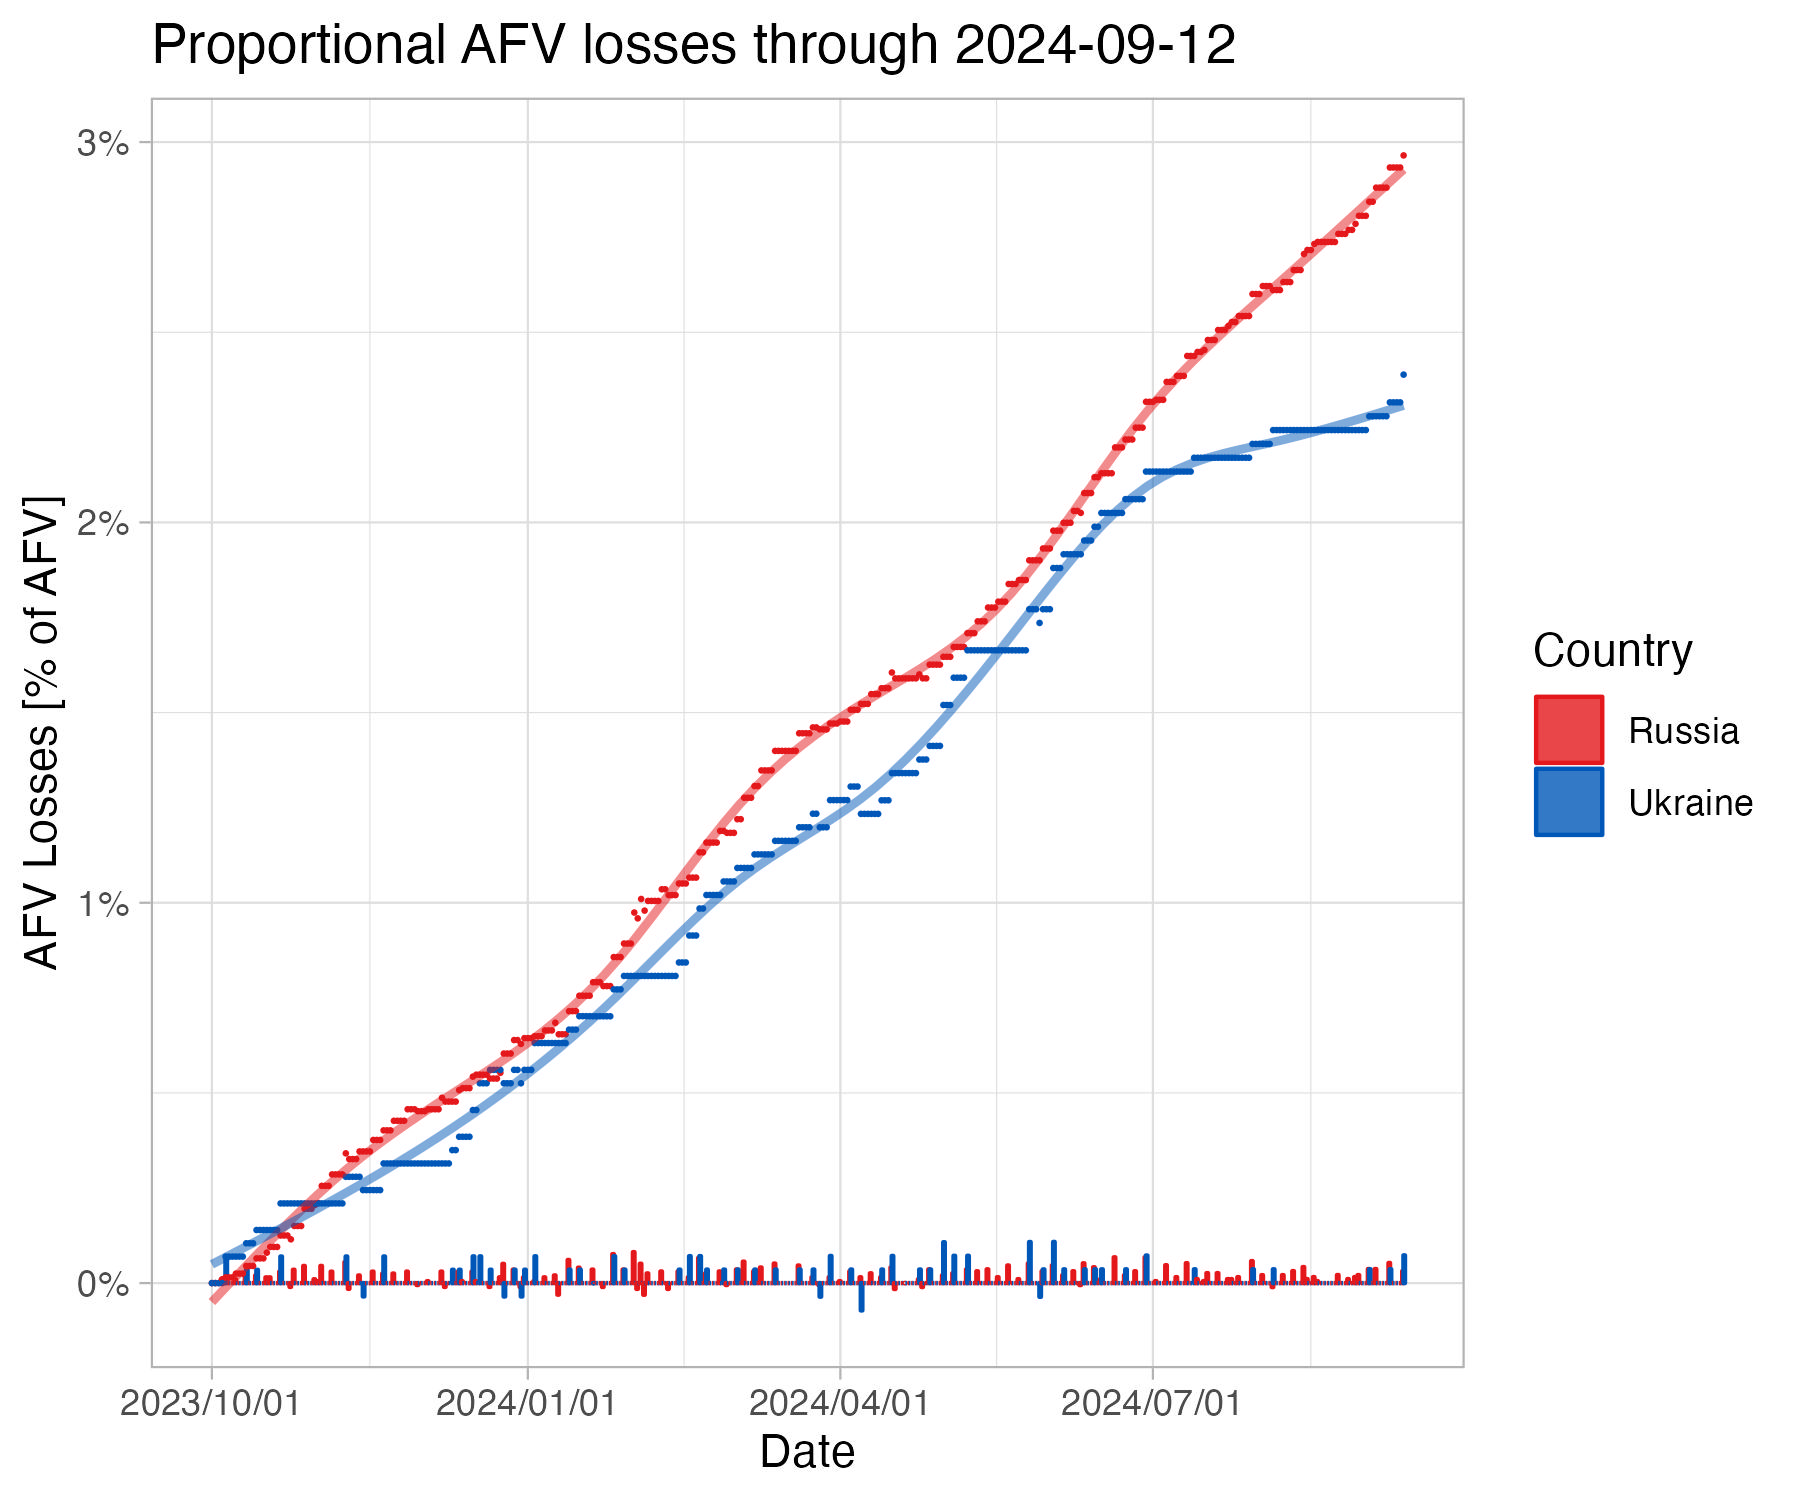 Proportional AFV losses through 2024-09-12
3%
2%
1%
0%
AFV Losses [% of AFV]
2023/10/01
2024/01/01
2024/04/01
2024/07/01
Date
Country
Russia
Ukraine